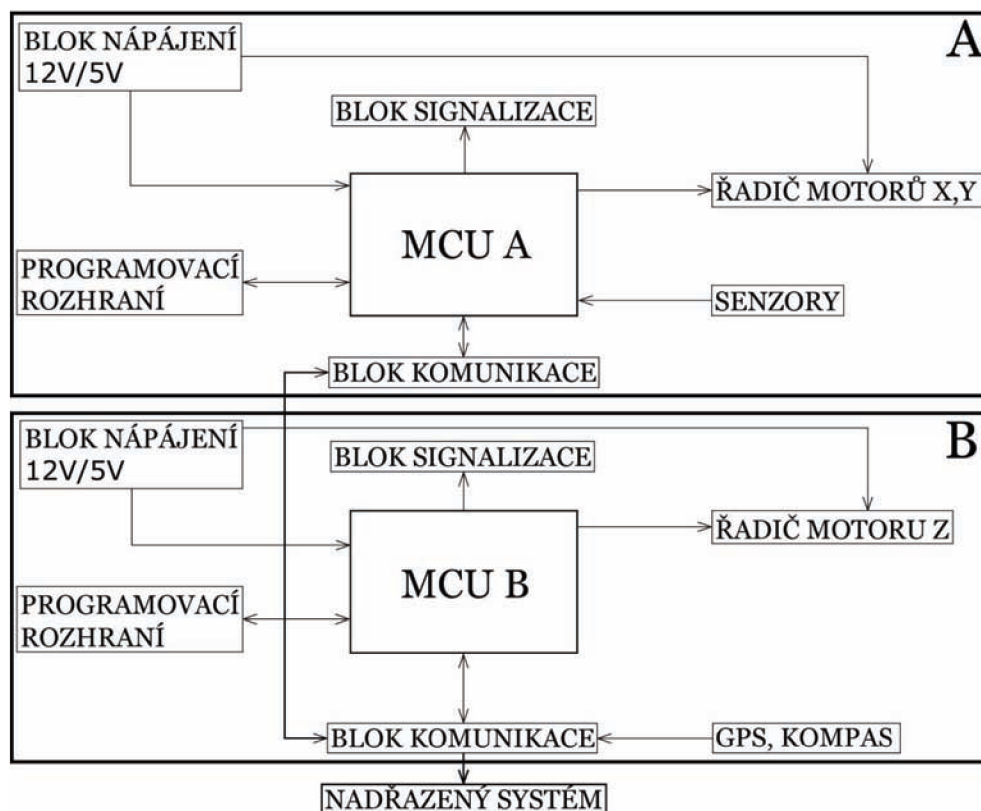 BLOK NÁPÁJENÍ
12V/5V
A
BLOK SIGNALIZACE
MCU A
ŘADIČ MOTORŮ X,Y
PROGRAMOVACÍ
ROZHRANÍ
SENZORY
BLOK KOMUNIKACE
BLOK NÁPÁJENÍ
12V/5V
B
BLOK SIGNALIZACE
MCU B
ŘADIČ MOTORU Z
PROGRAMOVACÍ
ROZHRANÍ
BLOK KOMUNIKACE
GPS, KOMPAS
NADŘAZENÝ SYSTÉM